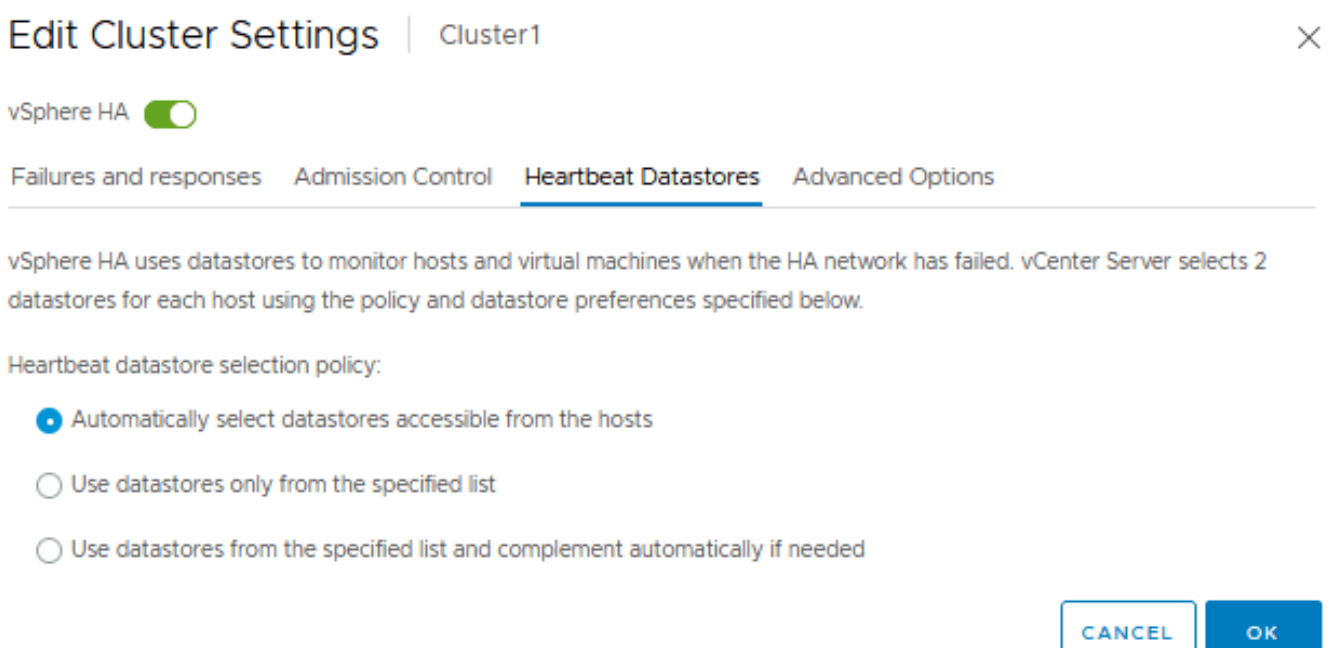 Edit Cluster Settings | Cluster1
vSphere HA
Failures and responses Admission Control Heartbeat Datastores Advanced Options
vSphere HA uses datastores to monitor hosts and virtual machines when the HA network has failed. vCenter Server selects 2
datastores for each host using the policy and datastore preferences specified below.
Heartbeat datastore selection policy:
Automatically select datastores accessible from the hosts
Use datastores only from the specified list
Use datastores from the specified list and complement automatically if needed
CANCEL OK